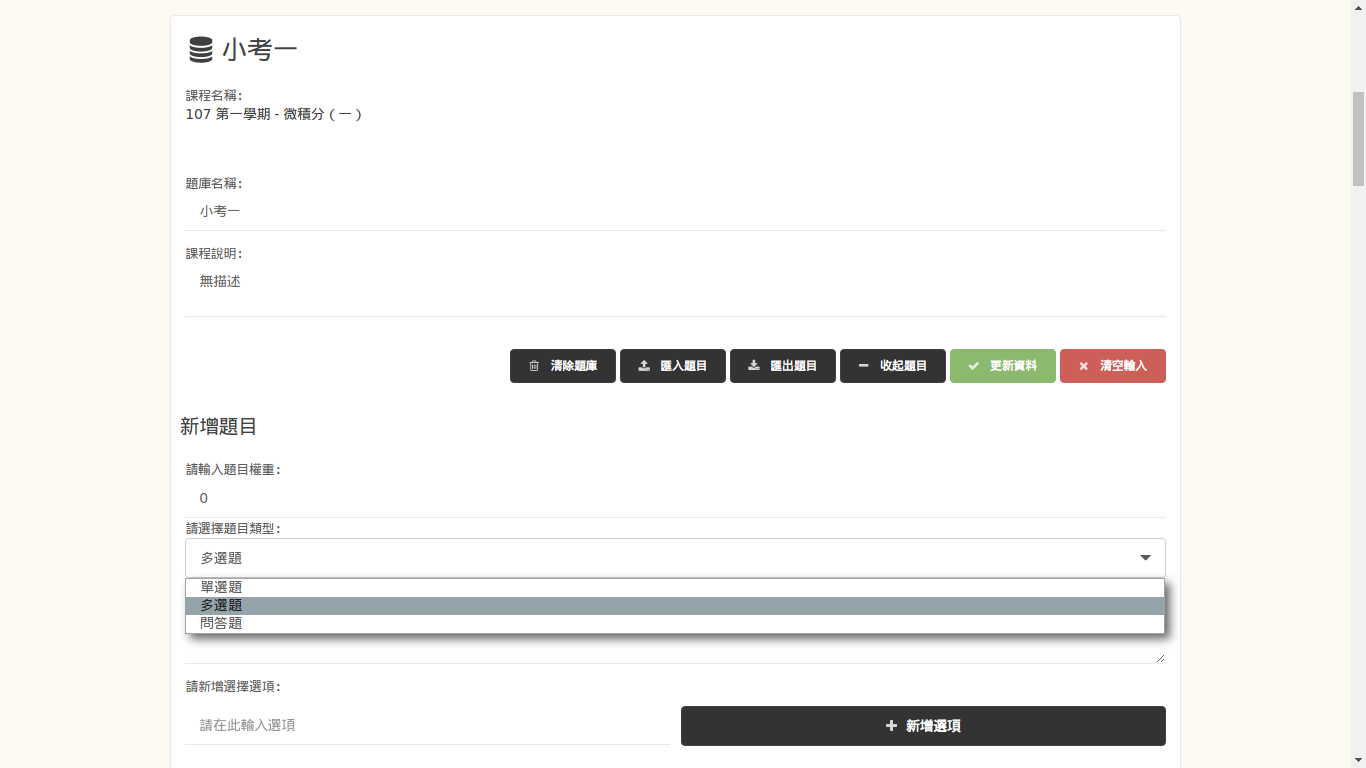 小考一
課程名稱:
107 第一學期 - 微積分 ( 一 )
題庫名稱:
小考一
課程說明:
無描述
清除題庫 匯入題目 匯出題目 收起題目 更新資料 清空輸入
新增題目
請輸入題目權重:
0
請選擇題目類型:
多選題
單選題
多選題
問答題
請新增選擇選項:
請在此輸入選項 新增選項